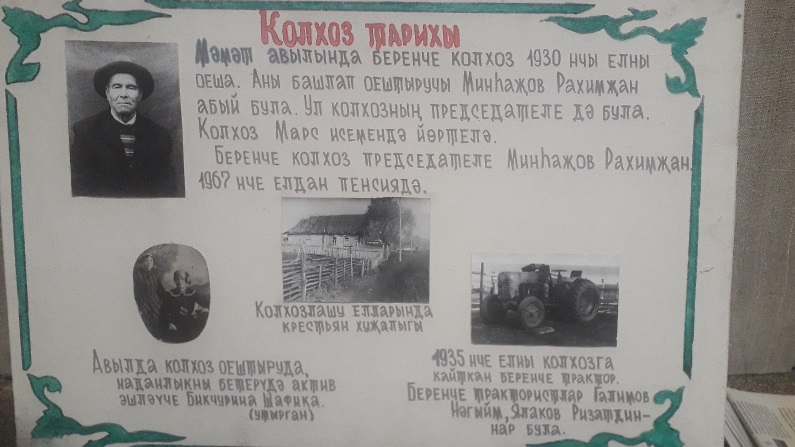 Колхоз тарихы
Мәмәт авылында беренче колхоз 1930 нчы елны
оеша. Аны башлап оештыручы Минһаҗов Рахимҗан
абый була. Ул колхозның председателе дә була.
Колхоз Марс исемендә йөртелә.
Беренче колхоз председателе Минһаҗов Рахимҗан.
1967 нче елдан пенсиядә.
Колхозлашу елларында
крестьян хуҗалыгы
Авылда колхоз оештыруда,
наданлыкны бетерүдә актив
эшләүче Бикчурина Шафика.
(утырган)
1935 нче елны колхозга
кайткан беренче трактор.
Беренче трактористлар Галимов
Нәгыйм, Ялаков Ризатдин-
нар була.